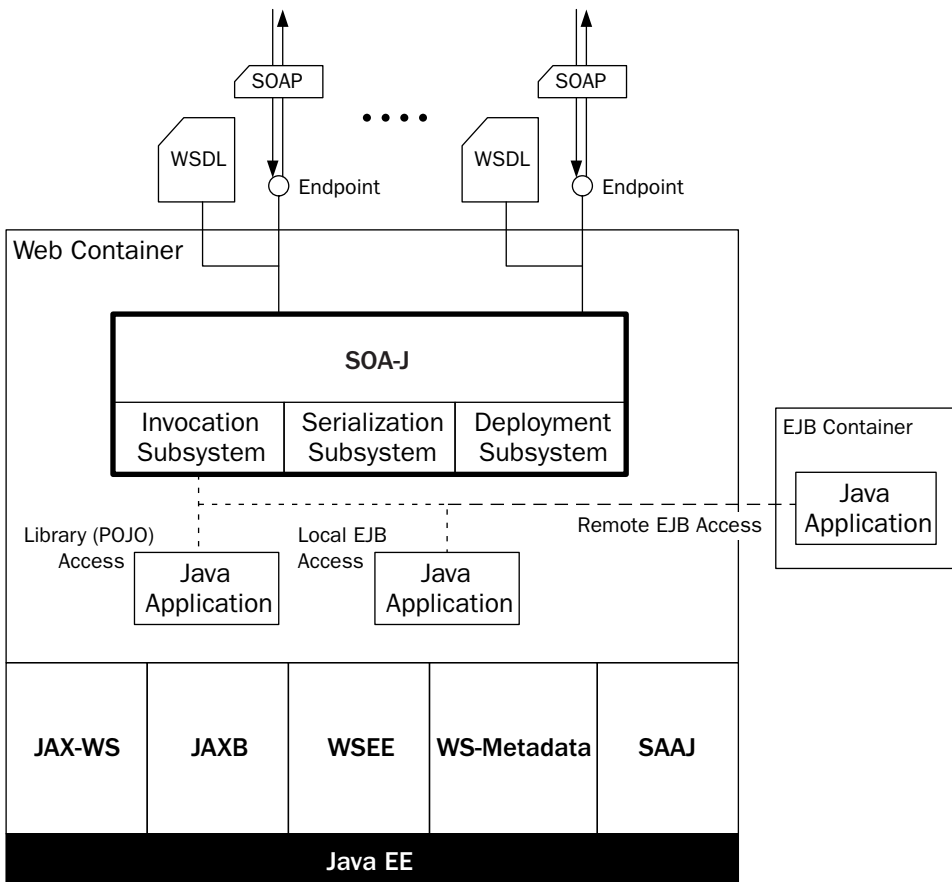 SOAP
SOAP
WSDL
WSDL
Endpoint
Endpoint
Web Container
SOA-J
Invocation
Subsystem
Serialization
Subsystem
Deployment
Subsystem
EJB Container
Java
Application
Remote EJB Access
Library (POJO)
Access
Local EJB
Access
Java
Application
Java
Application
JAX-WS
JAXB
WSEE
WS-Metadata
SAAJ
Java EE